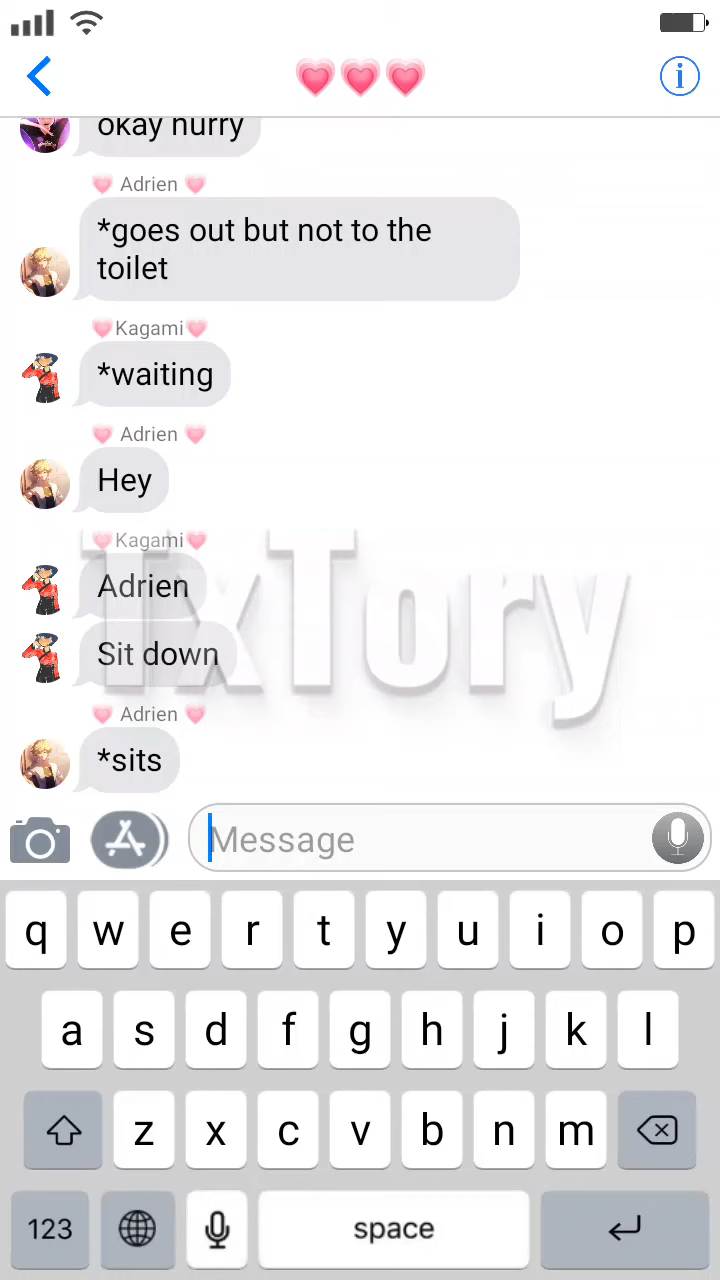 💗💗💗
okay hurry
💗 Adrien 💗
*goes out but not to the
toilet
💗Kagami💗
*waiting
💗 Adrien 💗
Hey
💗Kagami💗
Adrien
Sit down
TxTory
💗 Adrien 💗
*sits
Message
q w e r t y u i o p
a s d f g h j k l
z x c v b n m
123 space